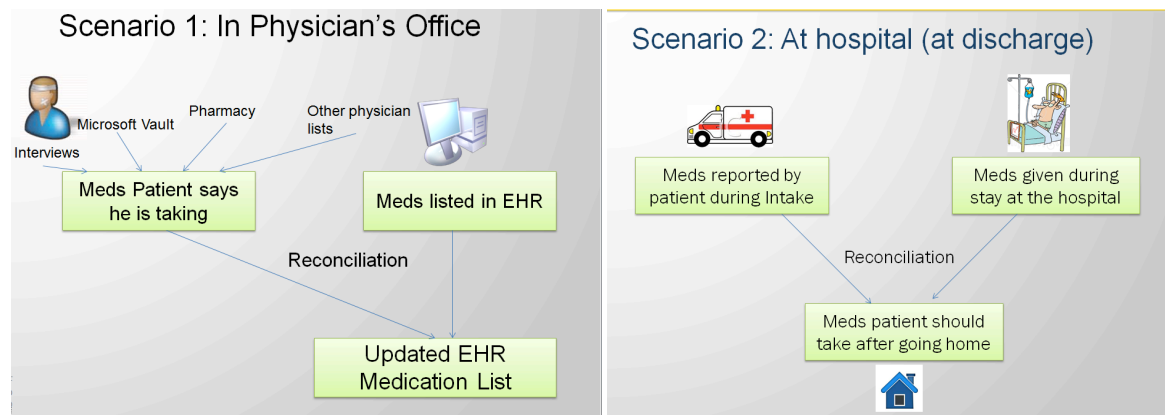 Scenario 1: In Physician's Office
Microsoft Vault
Pharmacy
Other physician
lists
Interviews
Meds Patient says
he is taking
Meds listed in EHR
Reconciliation
Updated EHR
Medication List
Scenario 2: At hospital (at discharge)
Meds reported by
patient during Intake
Meds given during
stay at the hospital
Reconciliation
Meds patient should
take after going home